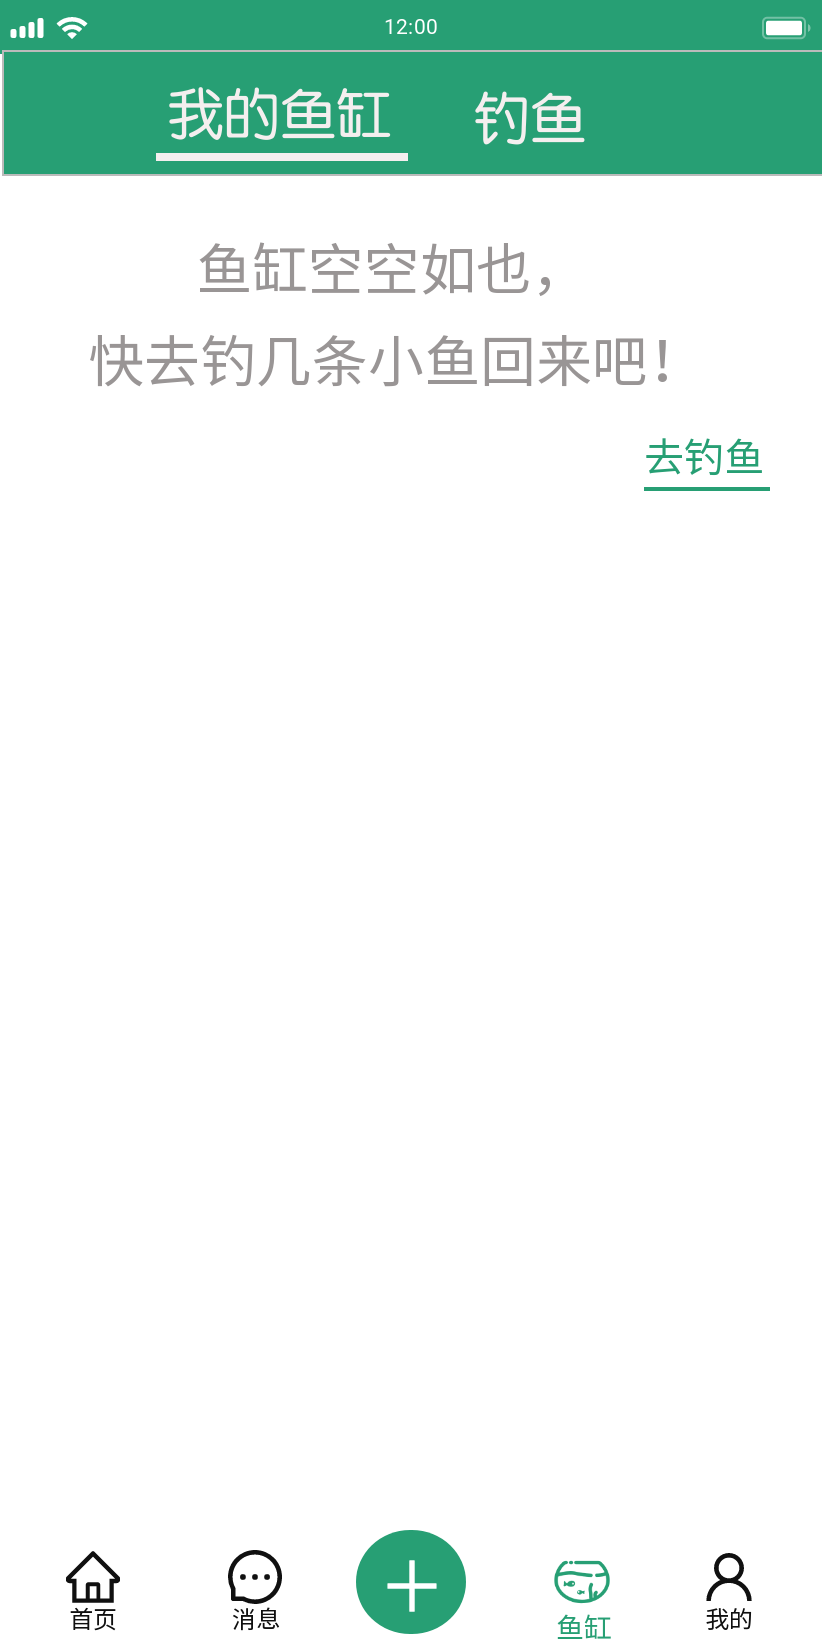 12:00
我的鱼缸 钓鱼
鱼缸空空如也，
快去钓几条小鱼回来吧！
去钓鱼
首页 消息 鱼缸 我的